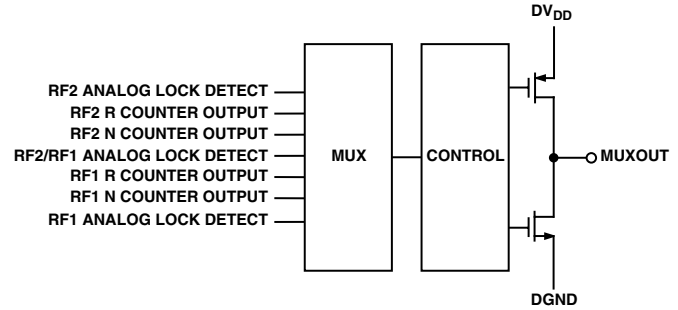 DVDD
RF2 ANALOG LOCK DETECT
RF2 R COUNTER OUTPUT
RF2 N COUNTER OUTPUT
RF2/RF1 ANALOG LOCK DETECT
RF1 R COUNTER OUTPUT
RF1 N COUNTER OUTPUT
RF1 ANALOG LOCK DETECT
MUX
CONTROL
MUXOUT
DGND